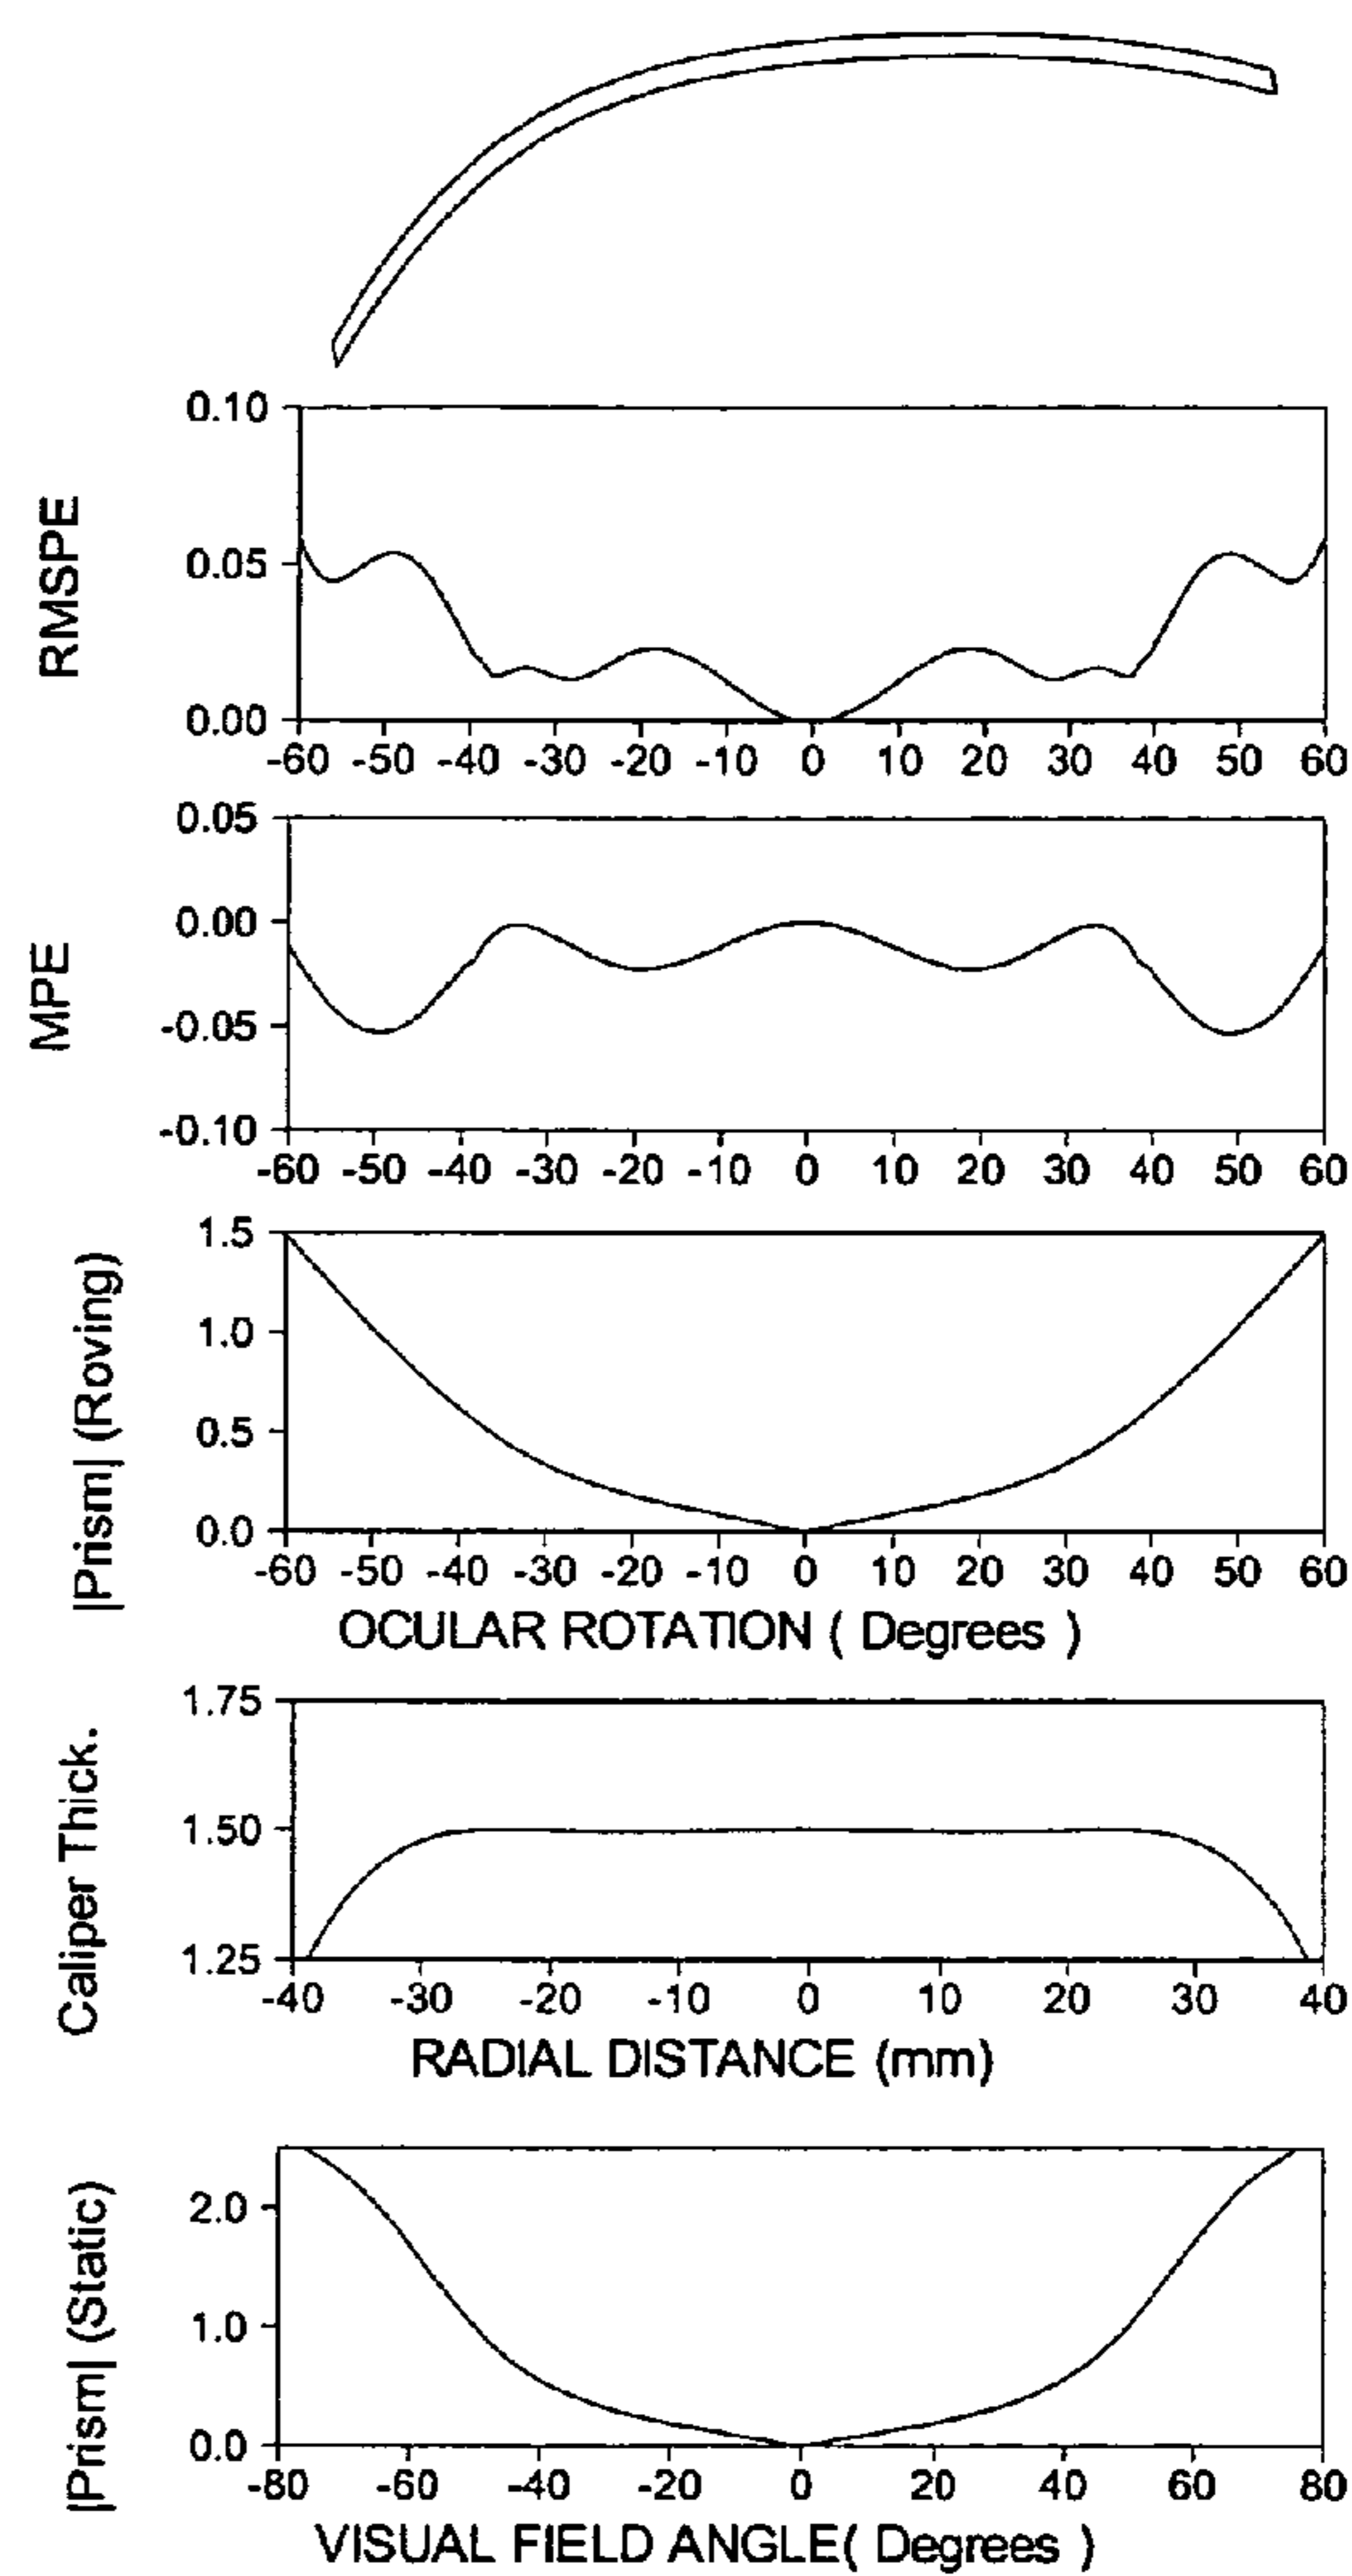 RMSPE
0.10
0.05
0.00
-60 -50 -40 -30 -20 -10 0 10 20 30 40 50 60
MPE
0.05
0.00
-0.05
-0.10
-60 -50 -40 -30 -20 -10 0 10 20 30 40 50 60
|Prism| (Roving)
1.5
1.0
0.5
0.0
-60 -50 -40 -30 -20 -10 0 10 20 30 40 50 60
OCULAR ROTATION ( Degrees )
Caliper Thick.
1.75
1.50
1.25
-40 -30 -20 -10 0 10 20 30 40
RADIAL DISTANCE (mm)
|Prism| (Static)
2.0
1.0
0.0
-80 -60 -40 -20 0 20 40 60 80
VISUAL FIELD ANGLE( Degrees )